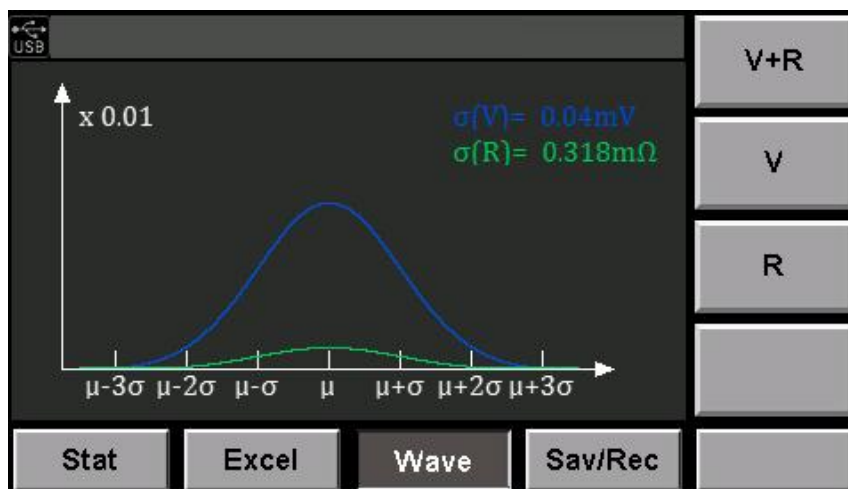 USB
x 0.01
σ(V)= 0.04mV
σ(R)= 0.318mΩ
μ-3σ μ-2σ μ-σ μ μ+σ μ+2σ μ+3σ
V+R
V
R
Stat Excel Wave Sav/Rec